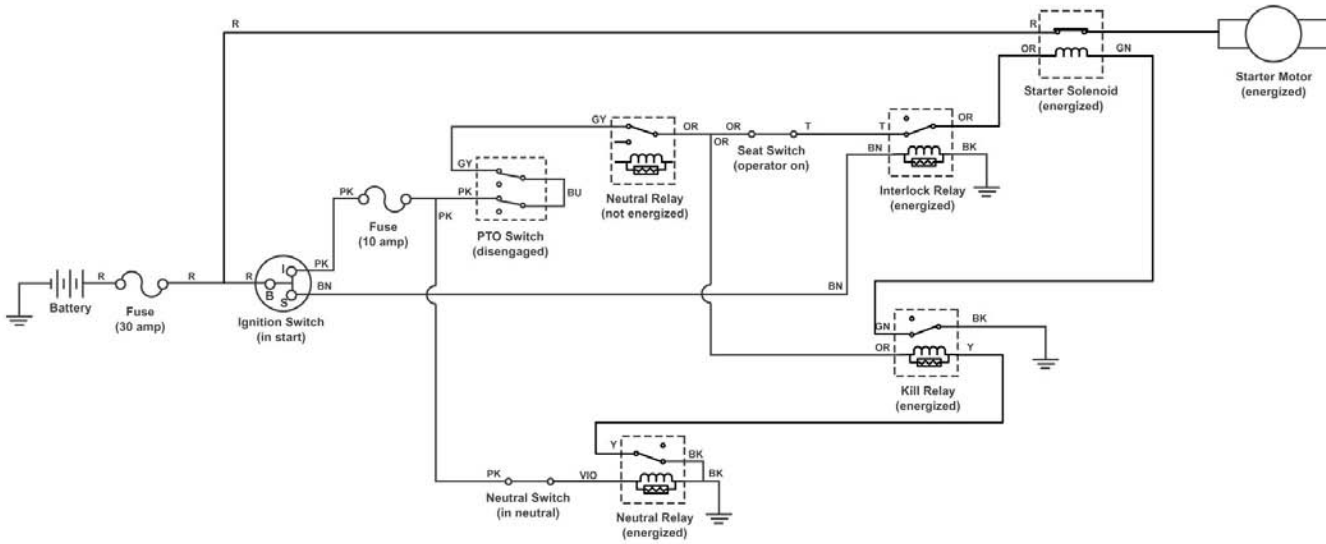 R
R
OR
GN
Starter Solenoid
(energized)
Starter Motor
(energized)
GY
OR
OR
OR
T
Seat Switch
(operator on)
T
OR
BN
BK
Interlock Relay
(energized)
Neutral Relay
(not energized)
GY
PK
BU
PTO Switch
(disengaged)
PK
PK
Fuse
(10 amp)
R
Battery
Fuse
(30 amp)
R
R
I
B
S
PK
BN
Ignition Switch
(in start)
BN
GN
BK
OR
Y
Kill Relay
(energized)
Y
BK
PK
VIO
BK
Neutral Switch
(in neutral)
Neutral Relay
(energized)